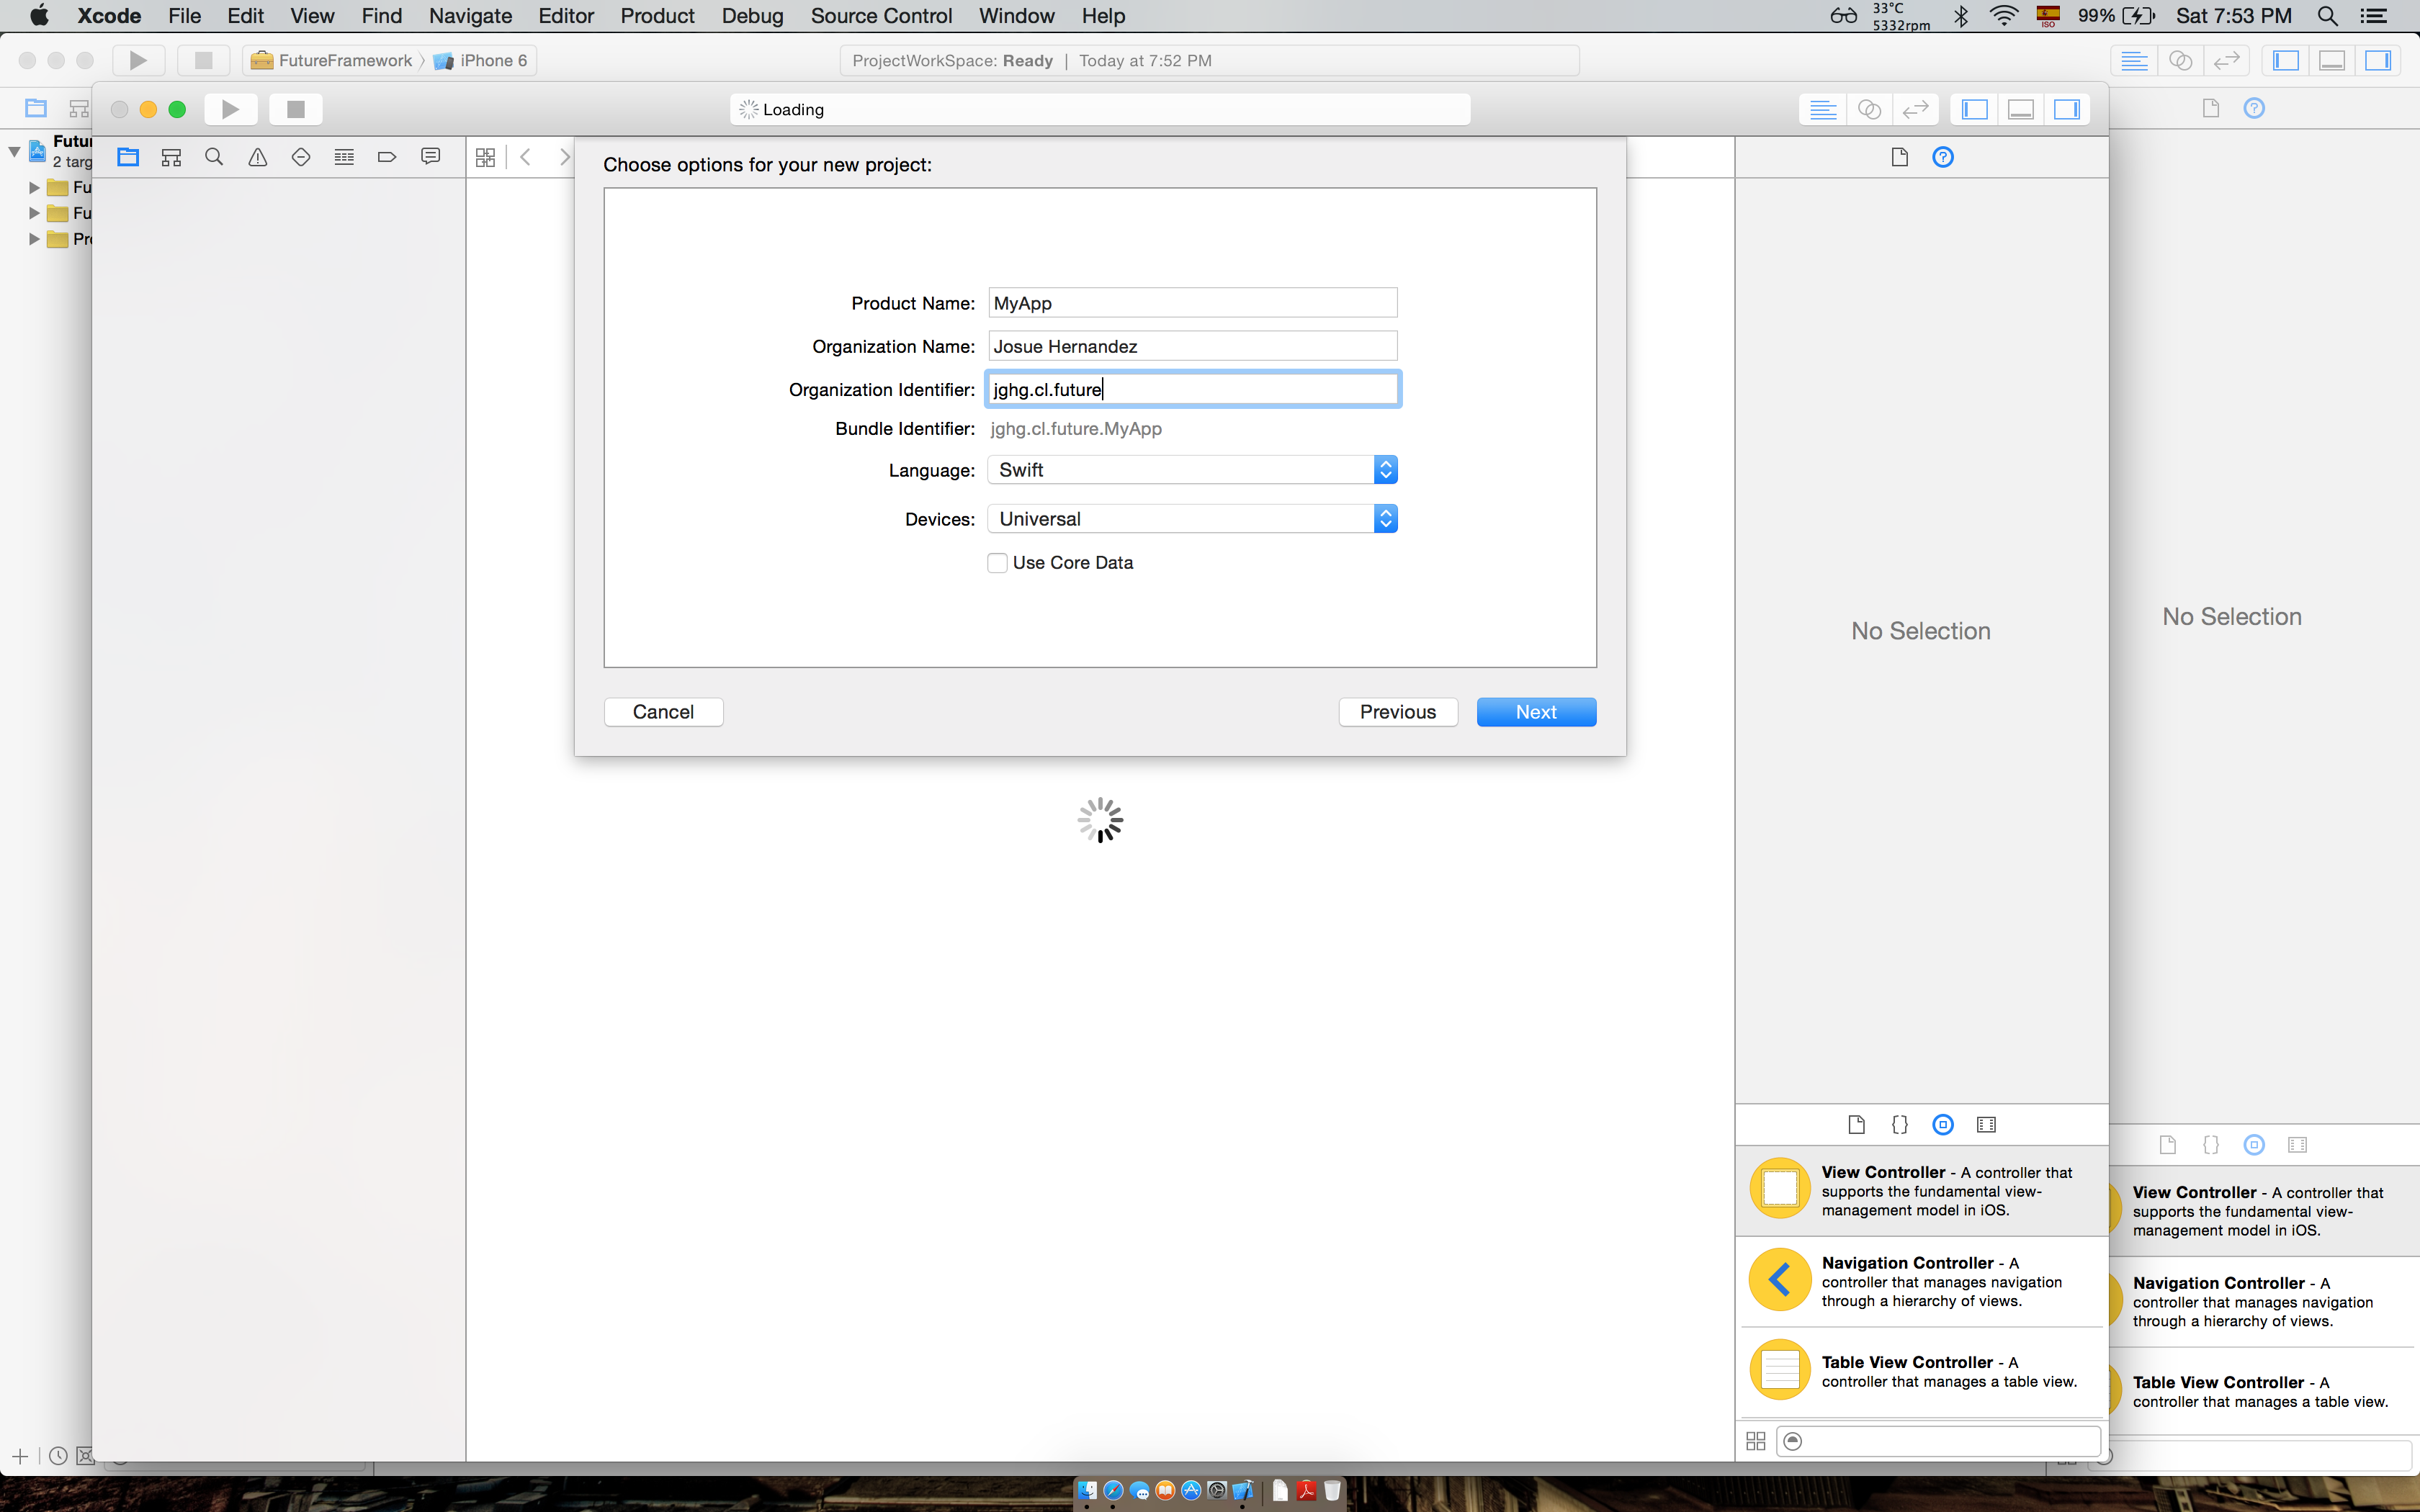 Xcode File Edit View Find Navigate Editor Product Debug Source Control Window Help
33°C
5332rpm
ISO
99%
Sat 7:53 PM
FutureFramework
iPhone 6
ProjectWorkSpace: Ready | Today at 7:52 PM
Loading
Futur
2 targ
Fu
Fu
Pro
Choose options for your new project:
Product Name: MyApp
Organization Name: Josue Hernandez
Organization Identifier: jghg.cl.future
Bundle Identifier: jghg.cl.future.MyApp
Language: Swift
Devices: Universal
Use Core Data
Cancel
Previous
Next
No Selection
No Selection
View Controller - A controller that
supports the fundamental view-
management model in iOS.
Navigation Controller - A
controller that manages navigation
through a hierarchy of views.
Table View Controller - A
controller that manages a table view.
View Controller - A controller that
supports the fundamental view-
management model in iOS.
Navigation Controller - A
controller that manages navigation
through a hierarchy of views.
Table View Controller - A
controller that manages a table view.